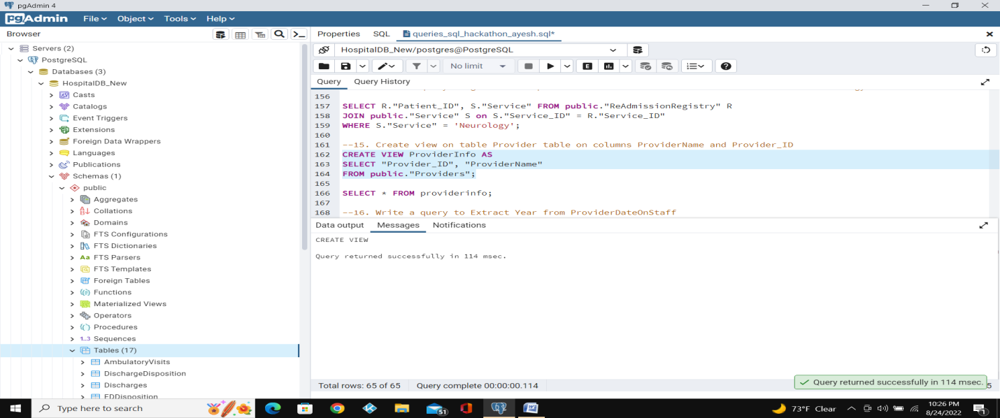 pgAdmin 4
pgAdmin File Object Tools Help
Browser
Properties SQL queries_sql_hackathon_ayesh.sql*
Servers (2)
PostgreSQL
Databases (3)
HospitalDB_New
Casts
Catalogs
Event Triggers
Extensions
Foreign Data Wrappers
Languages
Publications
Schemas (1)
public
Aggregates
Collations
Domains
FTS Configurations
FTS Dictionaries
Aa FTS Parsers
FTS Templates
Foreign Tables
Functions
Materialized Views
Operators
Procedures
1..3 Sequences
Tables (17)
AmbulatoryVisits
DischargeDisposition
Discharges
EDDisposition
HospitalDB_New/postgres@PostgreSQL
No limit
E
Query Query History
156
157 SELECT R."Patient_ID", S."Service" FROM public."ReAdmissionRegistry" R
158 JOIN public."Service" S on S."Service_ID" = R."Service_ID"
159 WHERE S."Service" = 'Neurology';
160
161 --15. Create view on table Provider table on columns ProviderName and Provider_ID
162 CREATE VIEW ProviderInfo AS
163 SELECT "Provider_ID", "ProviderName"
164 FROM public."Providers";
165
166 SELECT * FROM providerinfo;
167
168 --16. Write a query to Extract Year from ProviderDateOnStaff
Data output Messages Notifications
CREATE VIEW
Query returned successfully in 114 msec.
Total rows: 65 of 65 Query complete 00:00:00.114
Query returned successfully in 114 msec.
Type here to search
51
73°F Clear
10:26 PM
8/24/2022
1